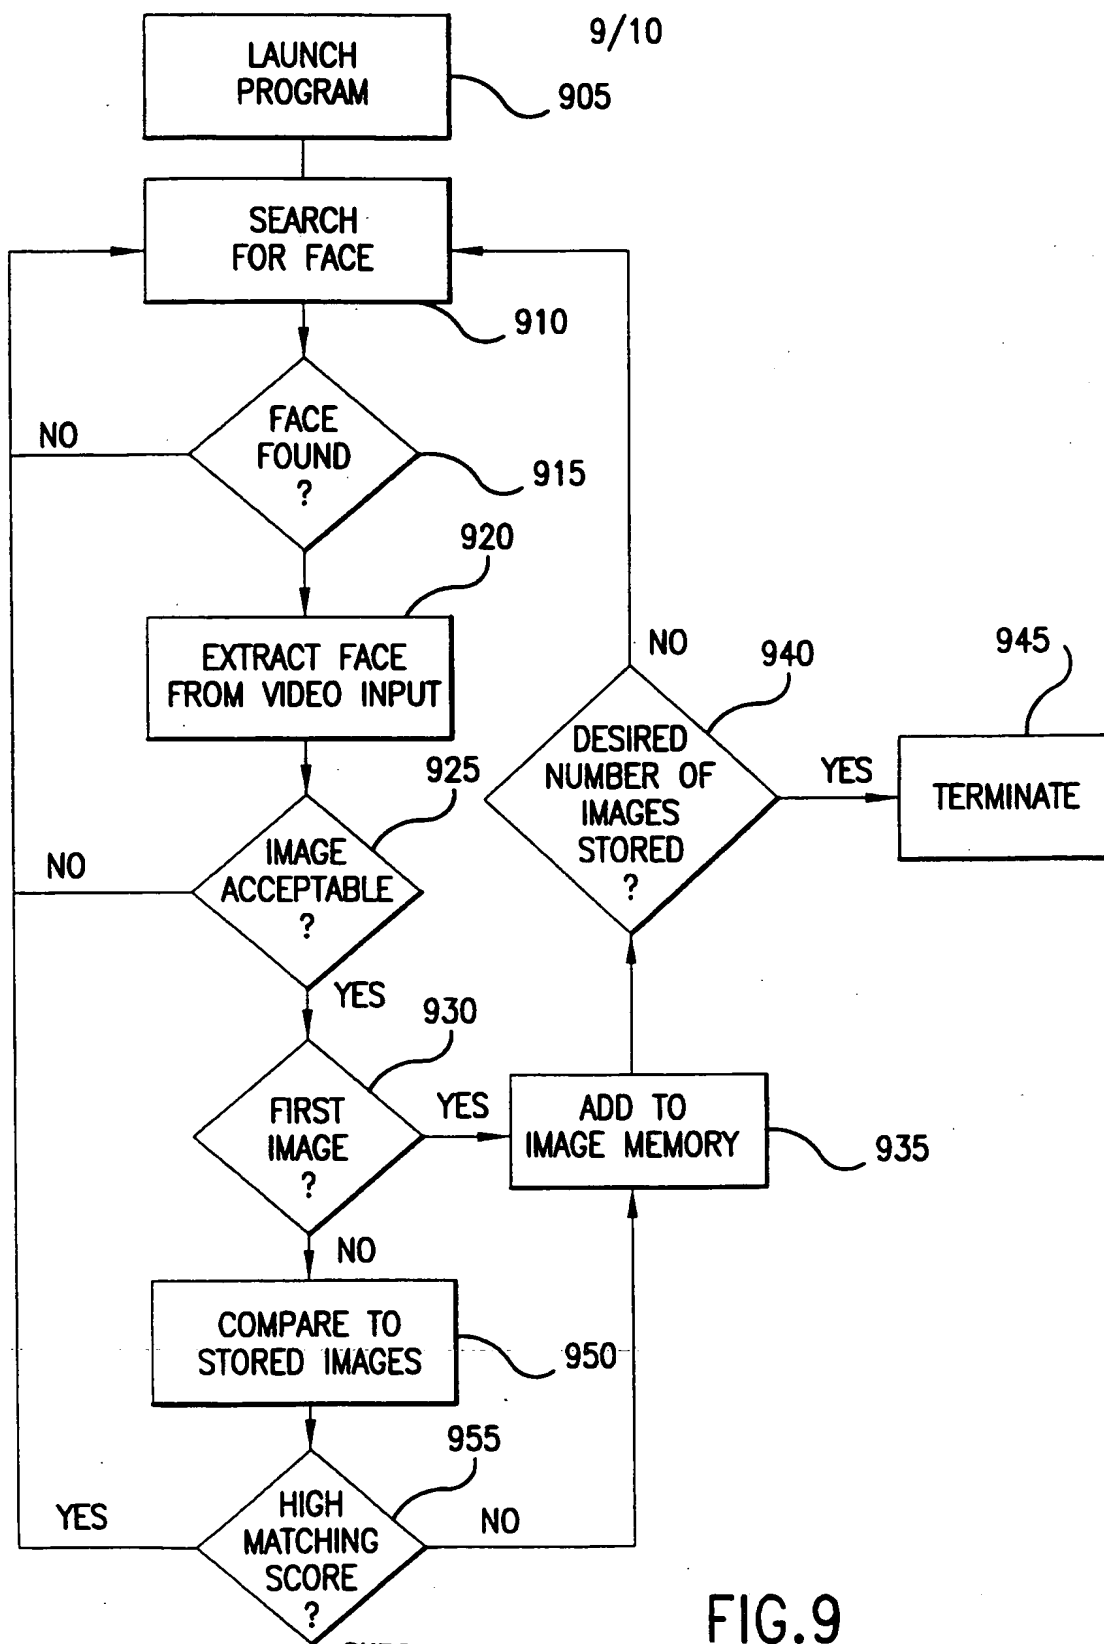 9/10
LAUNCH
PROGRAM
905
SEARCH
FOR FACE
910
FACE
FOUND
?
NO
915
920
EXTRACT FACE
FROM VIDEO INPUT
925
IMAGE
ACCEPTABLE
?
NO
YES
930
FIRST
IMAGE
?
YES
NO
ADD TO
IMAGE MEMORY
935
DESIRED
NUMBER OF
IMAGES
STORED
?
NO
940
YES
945
TERMINATE
COMPARE TO
STORED IMAGES
950
955
HIGH
MATCHING
SCORE
?
YES
NO
FIG.9